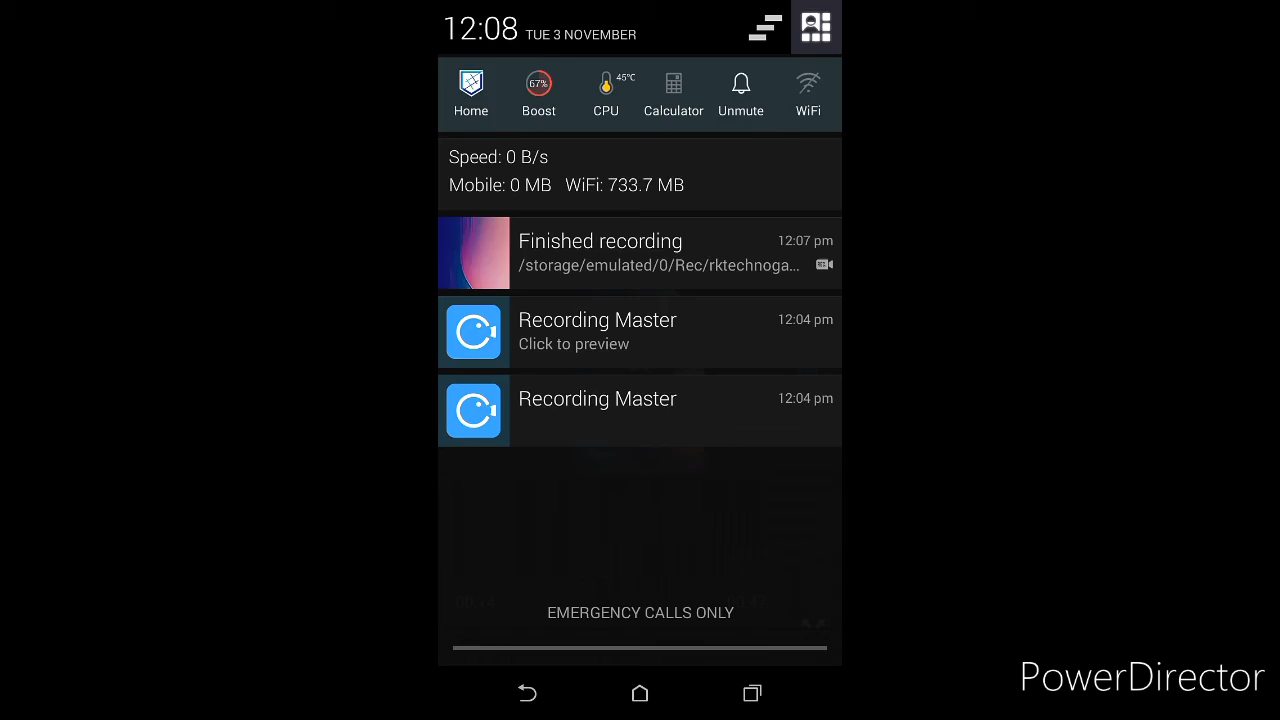 12:08 TUE 3 NOVEMBER
67% 45°C
Home Boost CPU Calculator Unmute WiFi
Speed: 0 B/s
Mobile: 0 MB WiFi: 733.7 MB
Finished recording 12:07 pm
/storage/emulated/0/Rec/rktechnoga...
Recording Master 12:04 pm
Click to preview
Recording Master 12:04 pm
EMERGENCY CALLS ONLY
PowerDirector